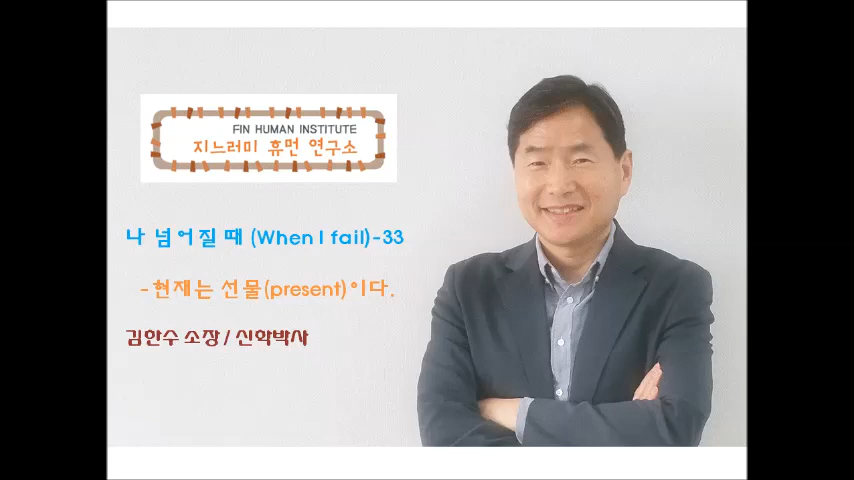 FIN HUMAN INSTITUTE
지느러미 휴먼 연구소
나 넘어질 때 (When I fail)-33
-현재는 선물(present)이다.
김한수 소장 / 신학박사